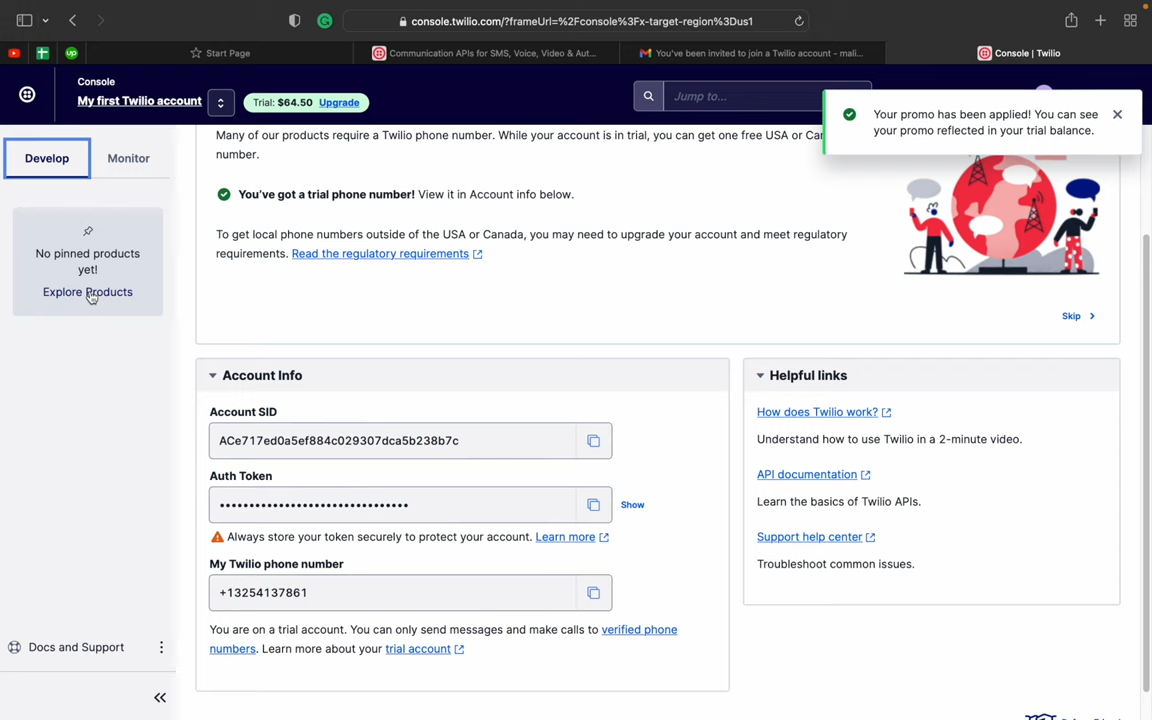 console.twilio.com/?frameUrl=%2Fconsole%3Fx-target-region%3Dus1
up
Start Page
Communication APIs for SMS, Voice, Video & Aut...
You've been invited to join a Twilio account - mali...
Console | Twilio
Console
My first Twilio account
Trial: $64.50 Upgrade
Jump to...
Your promo has been applied! You can see
your promo reflected in your trial balance.
Develop
Monitor
No pinned products
yet!
Explore Products
Docs and Support
Many of our products require a Twilio phone number. While your account is in trial, you can get one free USA or Can
number.
You've got a trial phone number! View it in Account info below.
To get local phone numbers outside of the USA or Canada, you may need to upgrade your account and meet regulatory
requirements. Read the regulatory requirements
Skip
Account Info
Account SID
ACe717ed0a5ef884c029307dca5b238b7c
Auth Token
••••••••••••••••••••••••••••••••
Show
Always store your token securely to protect your account. Learn more
My Twilio phone number
+13254137861
You are on a trial account. You can only send messages and make calls to verified phone
numbers. Learn more about your trial account
Helpful links
How does Twilio work?
Understand how to use Twilio in a 2-minute video.
API documentation
Learn the basics of Twilio APIs.
Support help center
Troubleshoot common issues.